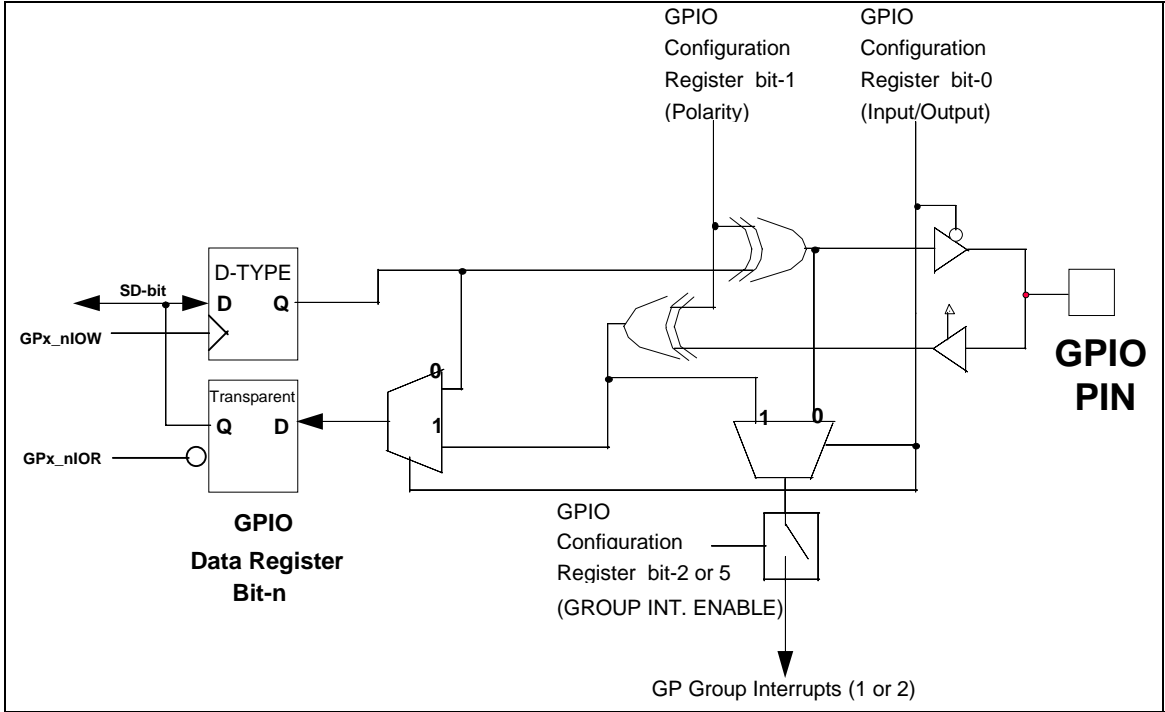 GPIO
Configuration
Register bit-1
(Polarity)
GPIO
Configuration
Register bit-0
(Input/Output)
D-TYPE
D Q
SD-bit
GPx_nIOW
Transparent
Q D
GPx_nIOR
0
1
1 0
GPIO
PIN
GPIO
Data Register
Bit-n
GPIO
Configuration
Register bit-2 or 5
(GROUP INT. ENABLE)
GP Group Interrupts (1 or 2)